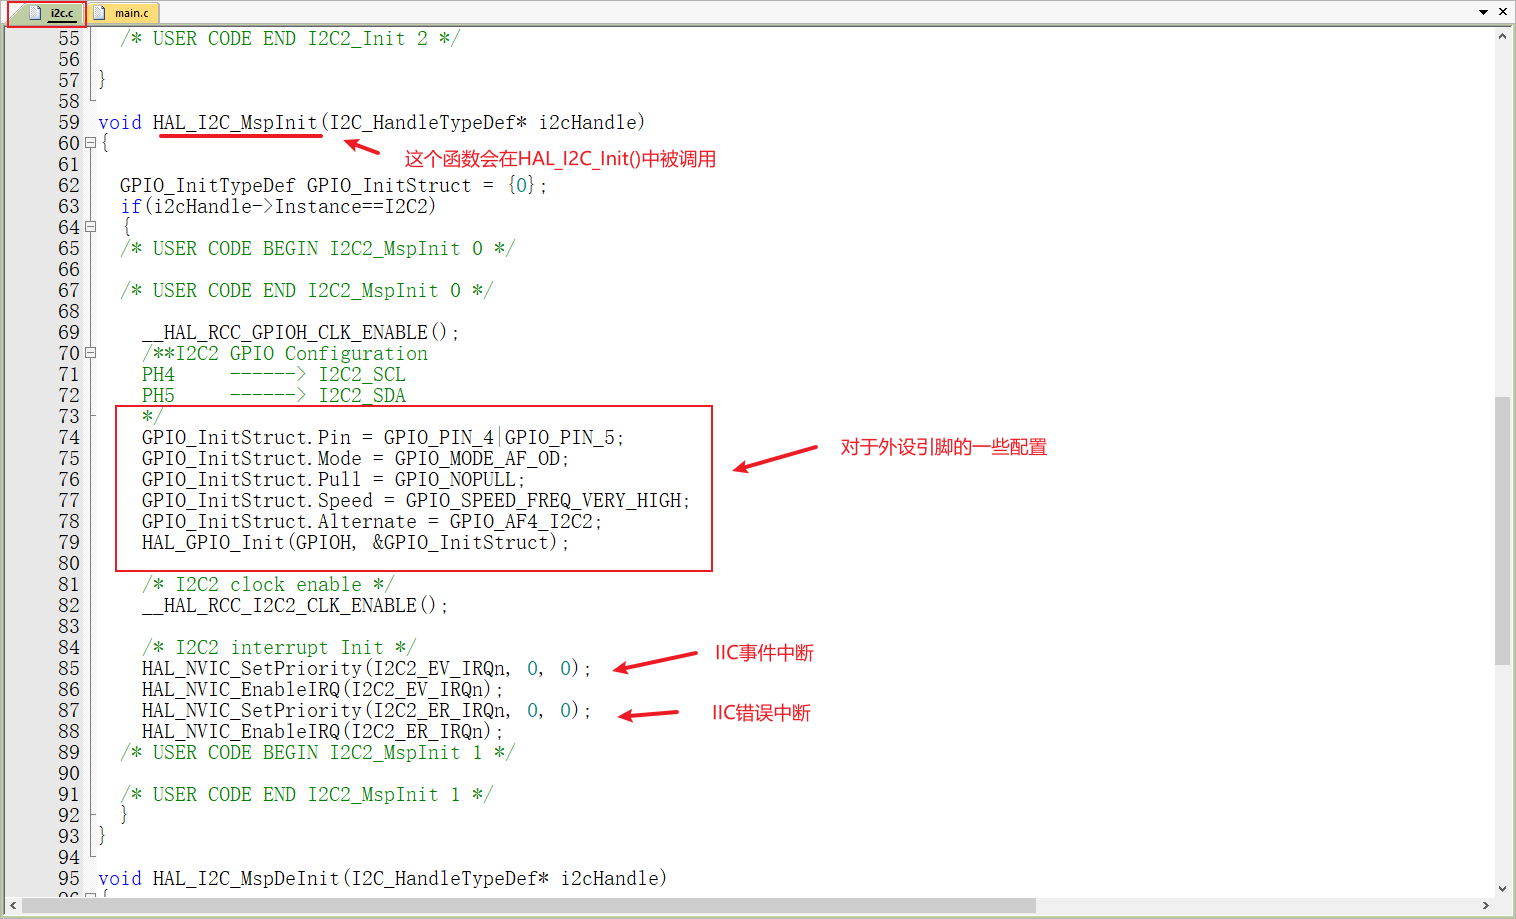 i2c.c main.c
55 /* USER CODE END I2C2_Init 2 */
56
57 }
58
59 void HAL_I2C_MspInit(I2C_HandleTypeDef* i2cHandle)
60 {
这个函数会在HAL_I2C_Init()中被调用
61
62 GPIO_InitTypeDef GPIO_InitStruct = {0};
63 if(i2cHandle->Instance==I2C2)
64 {
65 /* USER CODE BEGIN I2C2_MspInit 0 */
66
67 /* USER CODE END I2C2_MspInit 0 */
68
69 __HAL_RCC_GPIOH_CLK_ENABLE();
70 /**I2C2 GPIO Configuration
71 PH4 ------> I2C2_SCL
72 PH5 ------> I2C2_SDA
73 */
74 GPIO_InitStruct.Pin = GPIO_PIN_4|GPIO_PIN_5;
对于外设引脚的一些配置
75 GPIO_InitStruct.Mode = GPIO_MODE_AF_OD;
76 GPIO_InitStruct.Pull = GPIO_NOPULL;
77 GPIO_InitStruct.Speed = GPIO_SPEED_FREQ_VERY_HIGH;
78 GPIO_InitStruct.Alternate = GPIO_AF4_I2C2;
79 HAL_GPIO_Init(GPIOH, &GPIO_InitStruct);
80
81 /* I2C2 clock enable */
82 __HAL_RCC_I2C2_CLK_ENABLE();
83
84 /* I2C2 interrupt Init */
IIC事件中断
85 HAL_NVIC_SetPriority(I2C2_EV_IRQn, 0, 0);
86 HAL_NVIC_EnableIRQ(I2C2_EV_IRQn);
87 HAL_NVIC_SetPriority(I2C2_ER_IRQn, 0, 0);
IIC错误中断
88 HAL_NVIC_EnableIRQ(I2C2_ER_IRQn);
89 /* USER CODE BEGIN I2C2_MspInit 1 */
90
91 /* USER CODE END I2C2_MspInit 1 */
92 }
93 }
94
95 void HAL_I2C_MspDeInit(I2C_HandleTypeDef* i2cHandle)